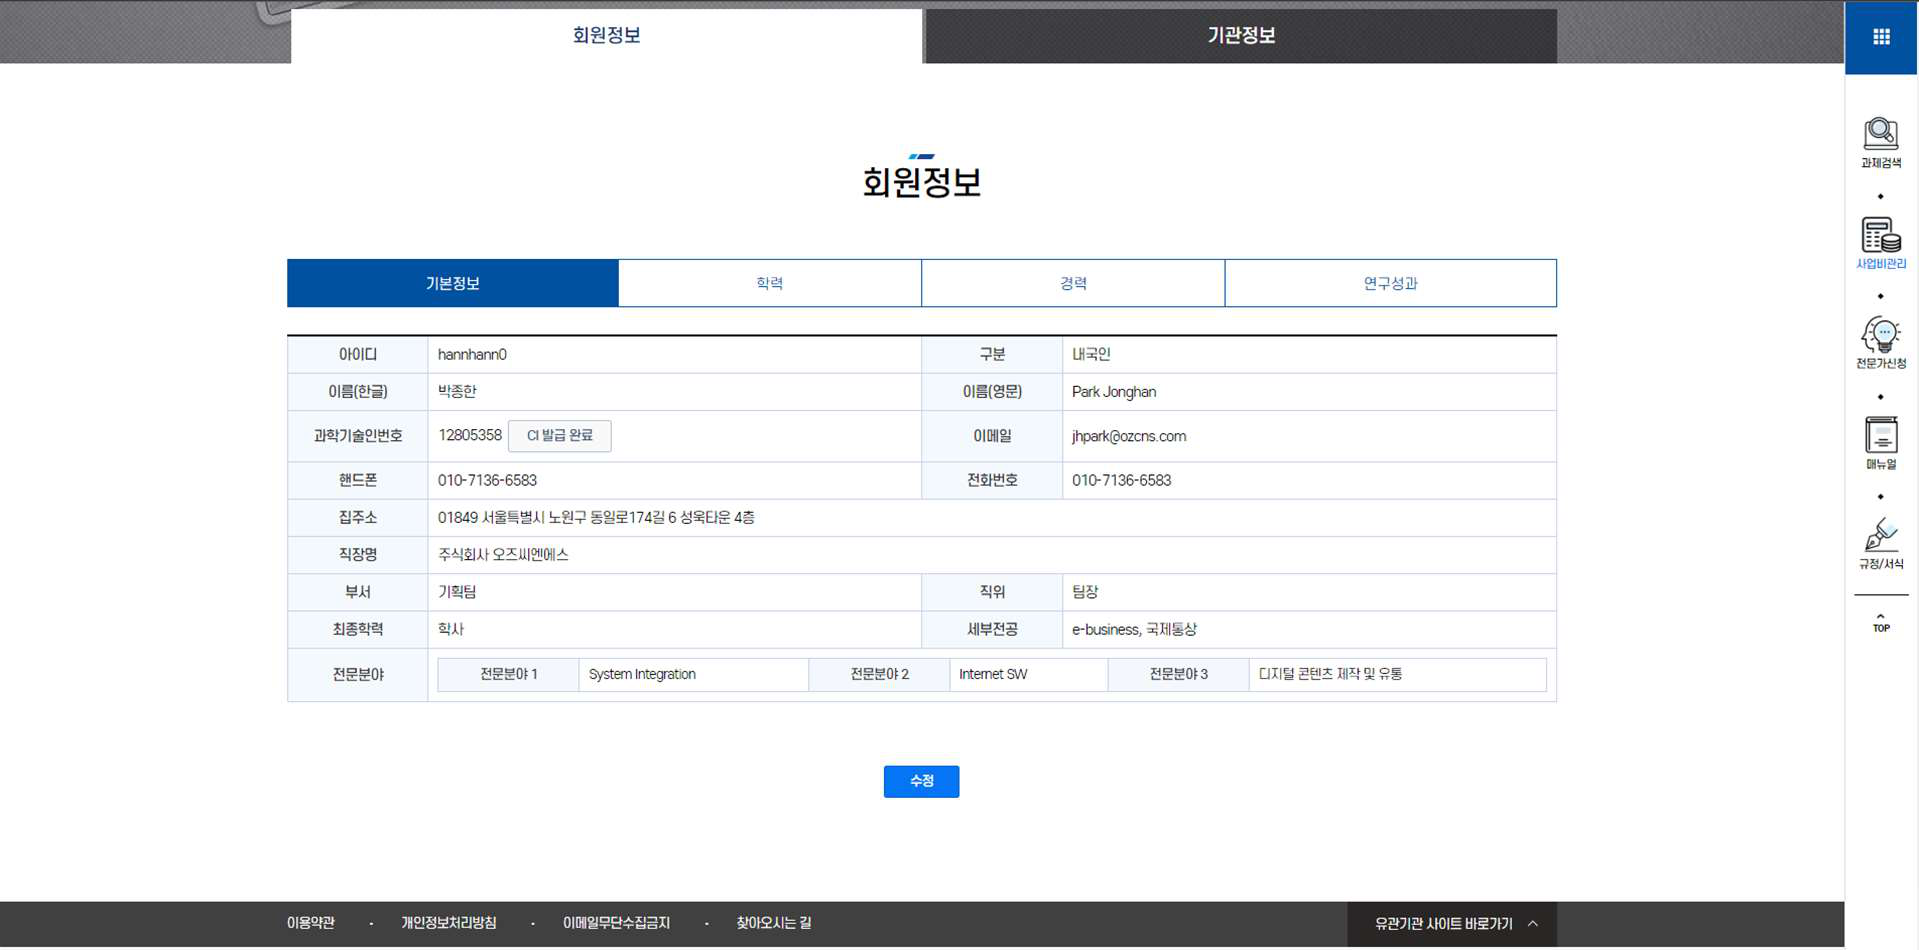 회원정보
기관정보
회원정보
기본정보 학력 경력 연구성과
아이디 hannhann0 구분 내국인
이름(한글) 박종한 이름(영문) Park Jonghan
과학기술인번호 12805358 CI 발급 완료 이메일 jhpark@ozcns.com
핸드폰 010-7136-6583 전화번호 010-7136-6583
집주소 01849 서울특별시 노원구 동일로174길 6 성욱타운 4층
직장명 주식회사 오즈씨엔에스
부서 기획팀 직위 팀장
최종학력 학사 세부전공 e-business, 국제통상
전문분야 전문분야 1 System Integration 전문분야 2 Internet SW 전문분야 3 디지털 콘텐츠 제작 및 유통
수정
이용약관 · 개인정보처리방침 · 이메일무단수집금지 · 찾아오시는 길
유관기관 사이트 바로가기
과제검색
사업비관리
전문가신청
매뉴얼
규정/서식
TOP